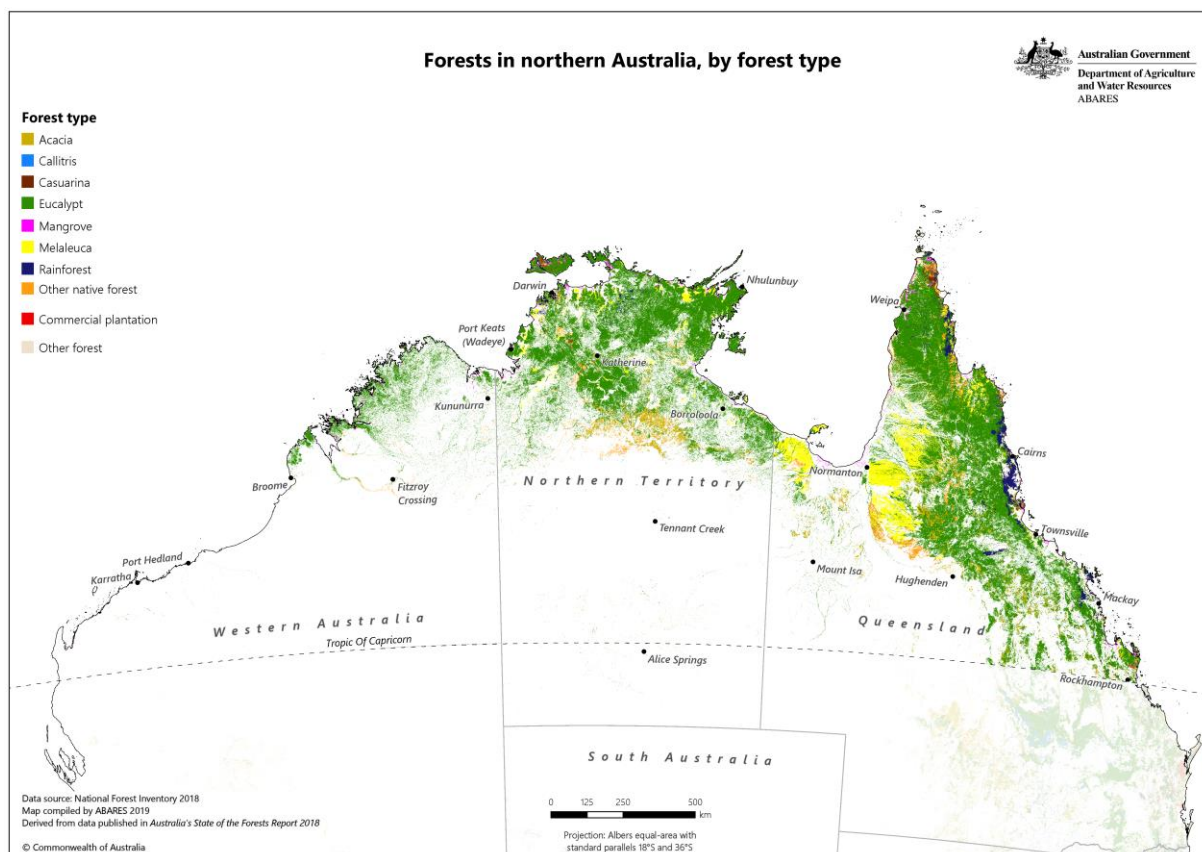 Forests in northern Australia, by forest type
Australian Government
Department of Agriculture
and Water Resources
ABARES
Forest type
Acacia
Callitris
Casuarina
Eucalypt
Mangrove
Melaleuca
Rainforest
Other native forest
Commercial plantation
Other forest
Darwin
Nhulunbuy
Weipa
Port Keats
(Wadeye)
Katherine
Kununurra
Borroloola
Cairns
Broome
Fitzroy
Crossing
Northern Territory
Normanton
Tennant Creek
Townsville
Port Hedland
Karratha
Mount Isa
Hughenden
Mackay
Western Australia
Queensland
Tropic Of Capricorn
Alice Springs
Rockhampton
South Australia
Data source: National Forest Inventory 2018
Map compiled by ABARES 2019
Derived from data published in Australia's State of the Forests Report 2018
© Commonwealth of Australia
0 125 250 500
km
Projection: Albers equal-area with
standard parallels 18°S and 36°S